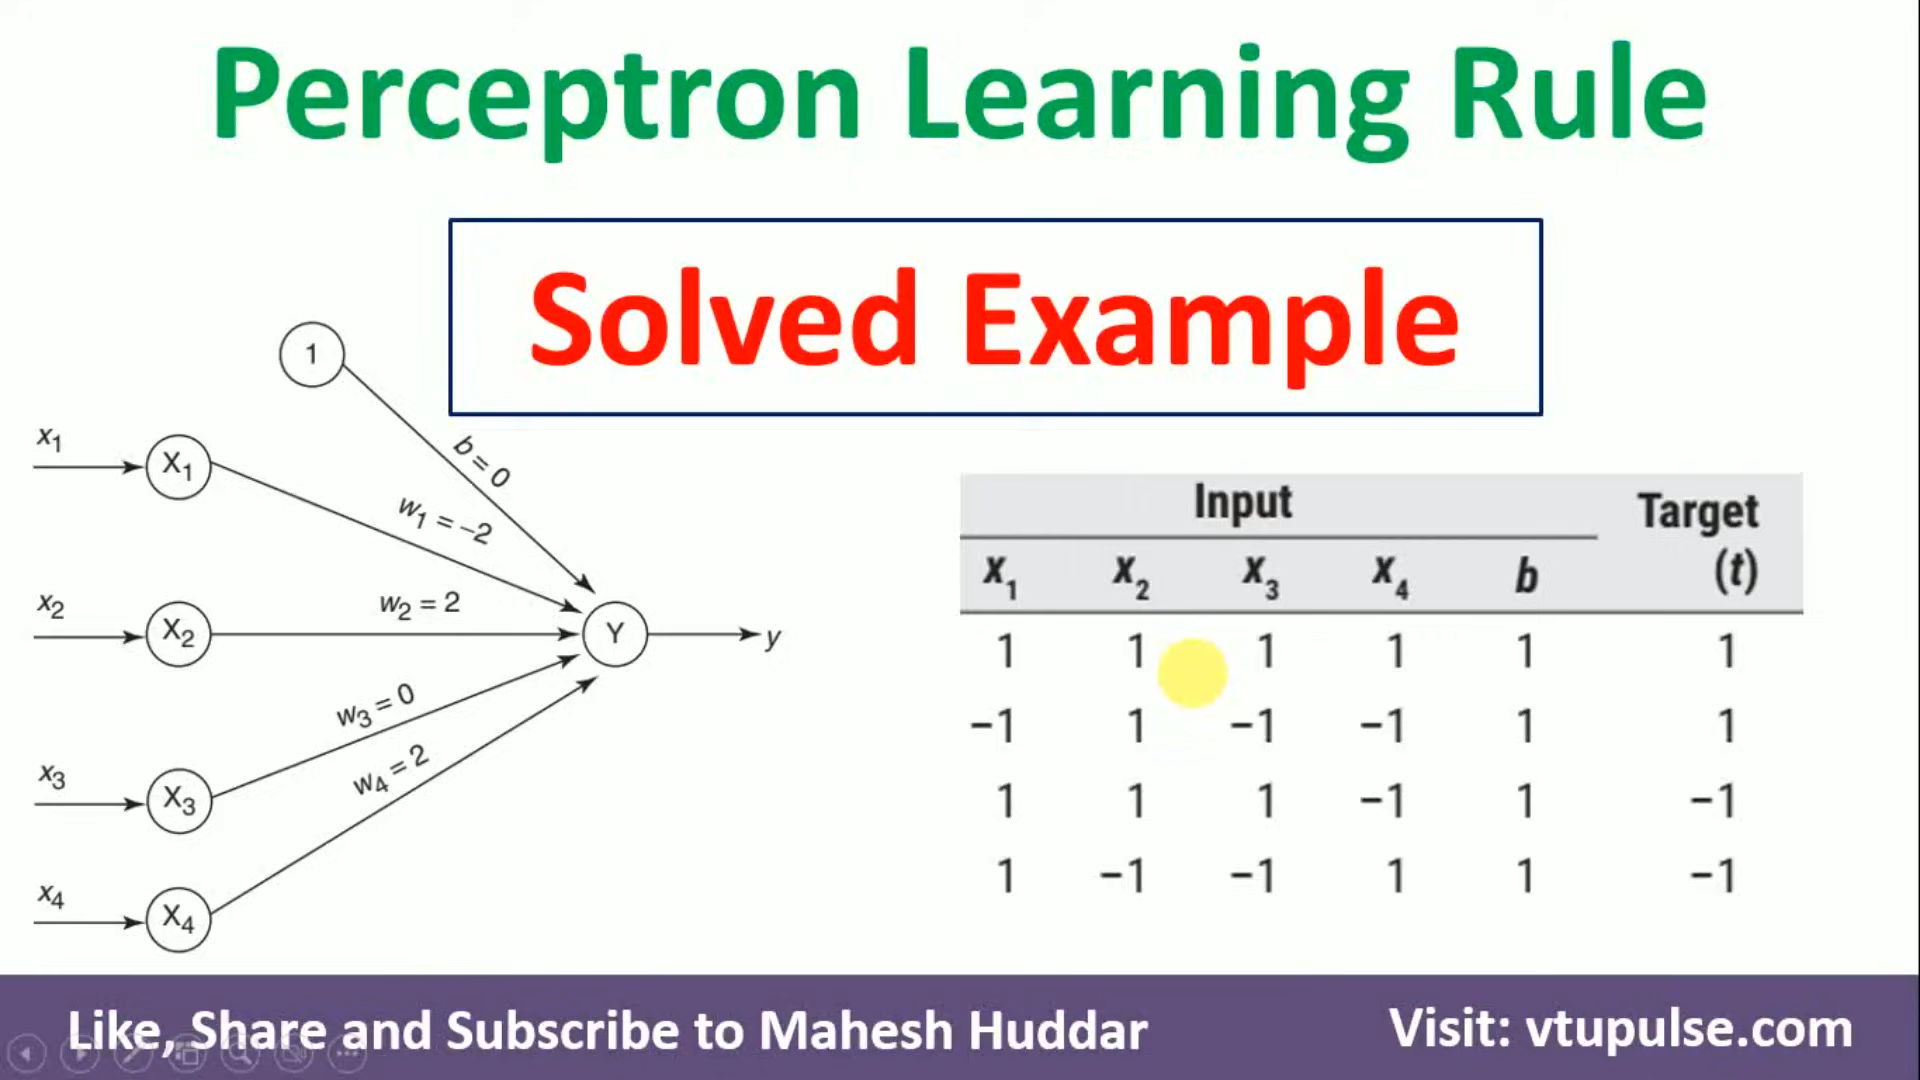 Perceptron Learning Rule
Solved Example
1
b = 0
x1
X1
w1 = –2
x2
X2
w2 = 2
Y
y
x3
X3
w3 = 0
x4
X4
w4 = 2
Input Target
x1 x2 x3 x4 b (t)
1 1 1 1 1 1
−1 1 −1 −1 1 1
1 1 1 −1 1 −1
1 −1 −1 1 1 −1
Like, Share and Subscribe to Mahesh Huddar Visit: vtupulse.com